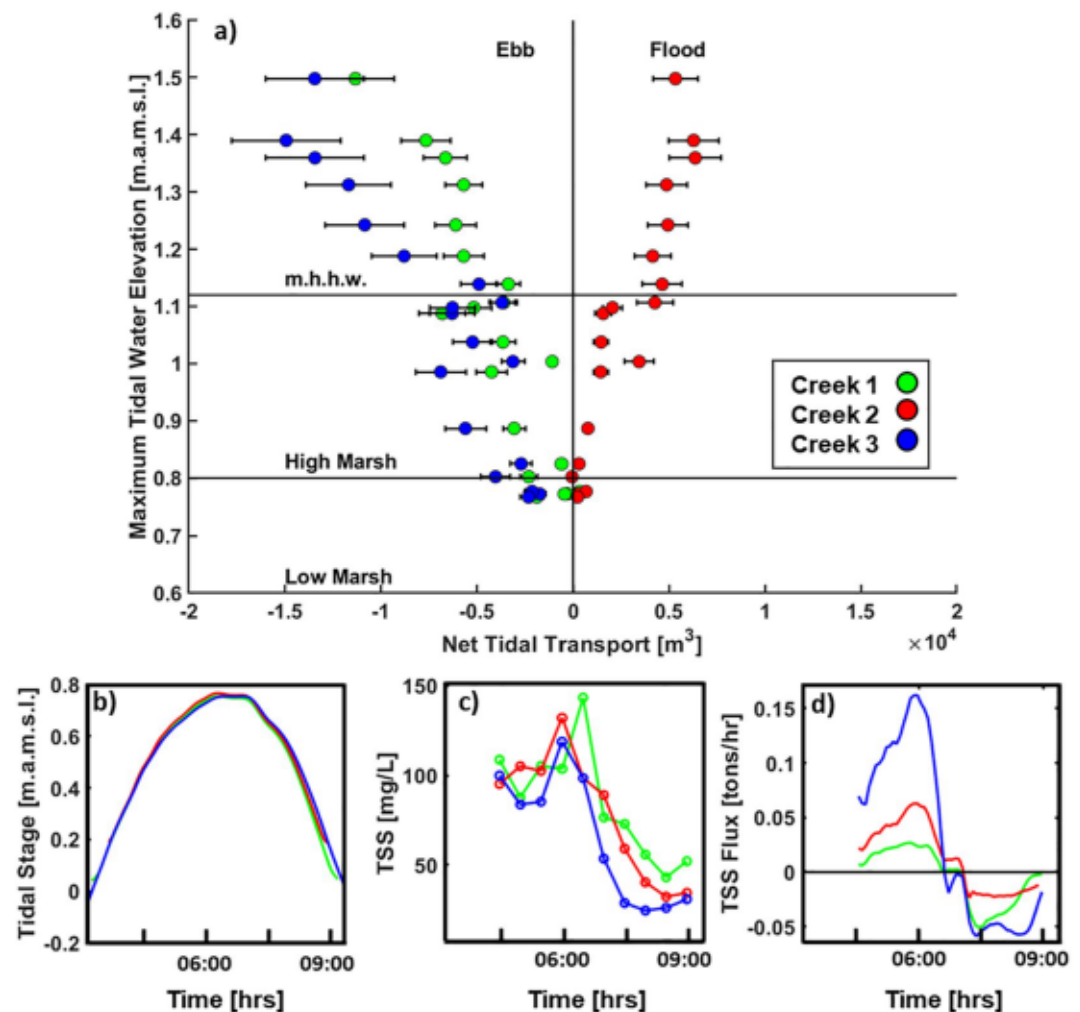 a)
Ebb
Flood
1.6
1.5
1.4
1.3
1.2
1.1
1
0.9
0.8
0.7
0.6
Maximum Tidal Water Elevation [m.a.m.s.l.]
m.h.h.w.
High Marsh
Low Marsh
Creek 1
Creek 2
Creek 3
-2
-1.5
-1
-0.5
0
0.5
1
1.5
2
Net Tidal Transport [m³]
×10⁴
b)
0.8
0.6
0.4
0.2
0
-0.2
Tidal Stage [m.a.m.s.l.]
06:00
09:00
Time [hrs]
c)
150
100
50
TSS [mg/L]
06:00
09:00
Time [hrs]
d)
0.15
0.1
0.05
0
-0.05
TSS Flux [tons/hr]
06:00
09:00
Time [hrs]